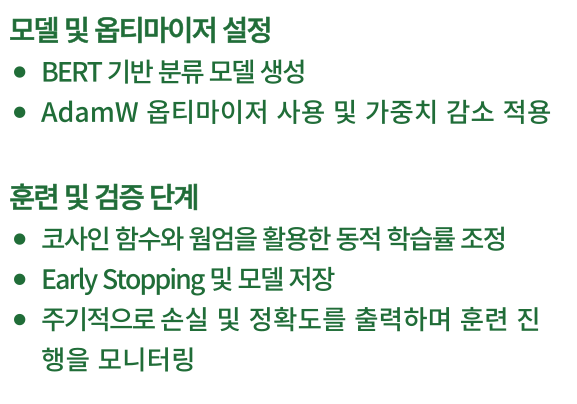 모델 및 옵티마이저 설정
• BERT 기반 분류 모델 생성
• AdamW 옵티마이저 사용 및 가중치 감소 적용
훈련 및 검증 단계
• 코사인 함수와 웜업을 활용한 동적 학습률 조정
• Early Stopping 및 모델 저장
• 주기적으로 손실 및 정확도를 출력하며 훈련 진
행을 모니터링